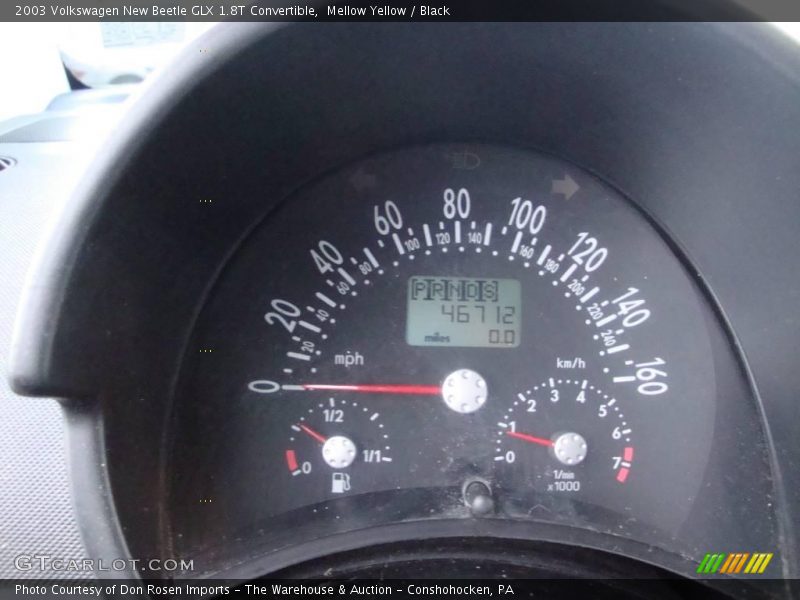 2003 Volkswagen New Beetle GLX 1.8T Convertible, Mellow Yellow / Black
80
60 100
120 140
100 160
40 120
80 180
60 200
PRNDS
20 140
40 220
46712
miles 0.0
20 240
mph km/h
0 160
1/2 1/1 0
0 1 2 3 4 5 6 7
1/min
x1000
GTCarLot.com
Photo Courtesy of Don Rosen Imports - The Warehouse & Auction - Conshohocken, PA